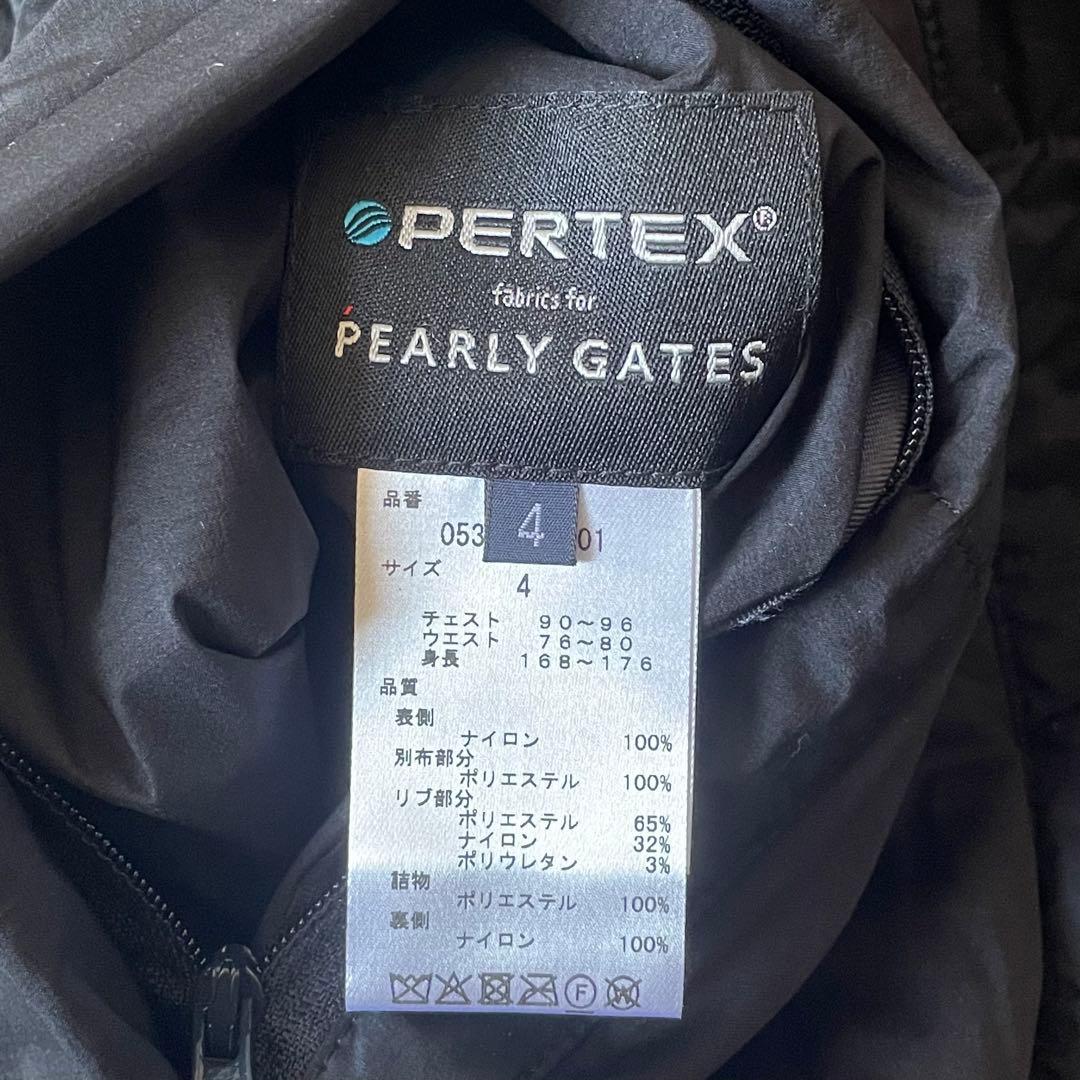 PERTEX®
fabrics for
PEARLY GATES
4
品番
053 01
サイズ
4
チェスト 90～96
ウエスト 76～80
身長 168～176
品質
表側
ナイロン 100%
別布部分
ポリエステル 100%
リブ部分
ポリエステル 65%
ナイロン 32%
ポリウレタン 3%
詰物
ポリエステル 100%
裏側
ナイロン 100%
F W